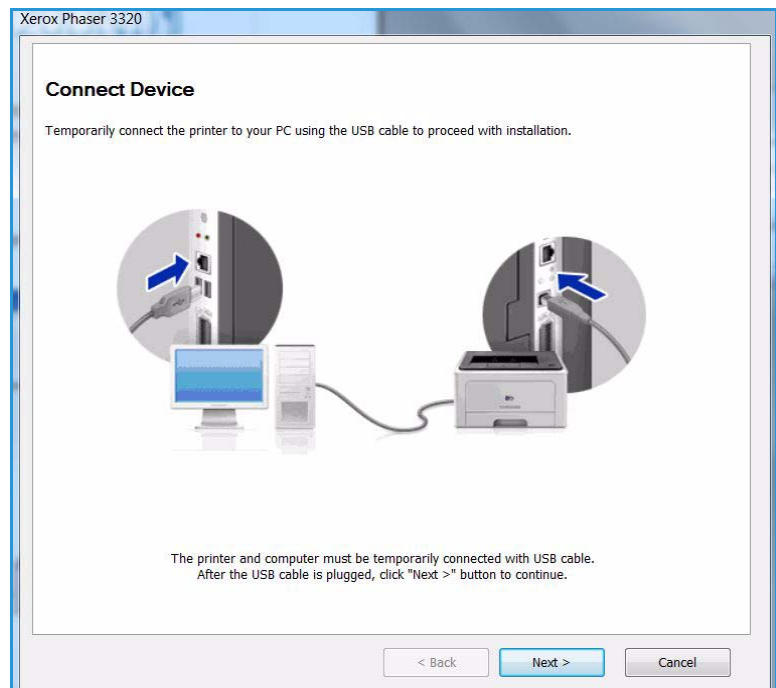 Xerox Phaser 3320
Connect Device
Temporarily connect the printer to your PC using the USB cable to proceed with installation.
The printer and computer must be temporarily connected with USB cable.
After the USB cable is plugged, click "Next >" button to continue.
< Back
Next >
Cancel